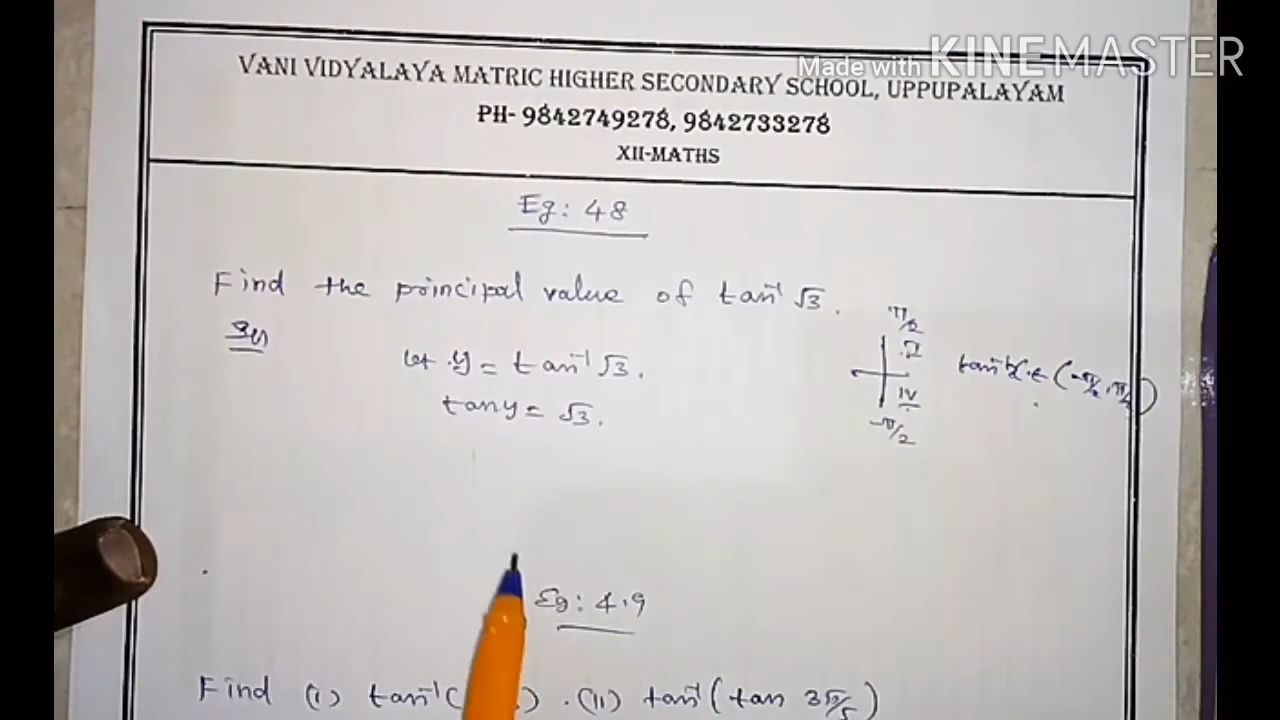 Made with KINEMASTER
VANI VIDYALAYA MATRIC HIGHER SECONDARY SCHOOL, UPPUPALAYAM
PH- 9842749278, 9842733278
XII-MATHS
Eg: 48
Find the principal value of tan⁻¹ √3.
let y = tan⁻¹ √3.
tan y = √3.
π/2
I
IV
-π/2
tan⁻¹x ∈ (-π/2, π/2)
Eg: 4.9
Find (i) tan⁻¹( ) . (ii) tan⁻¹(tan 3π/5)